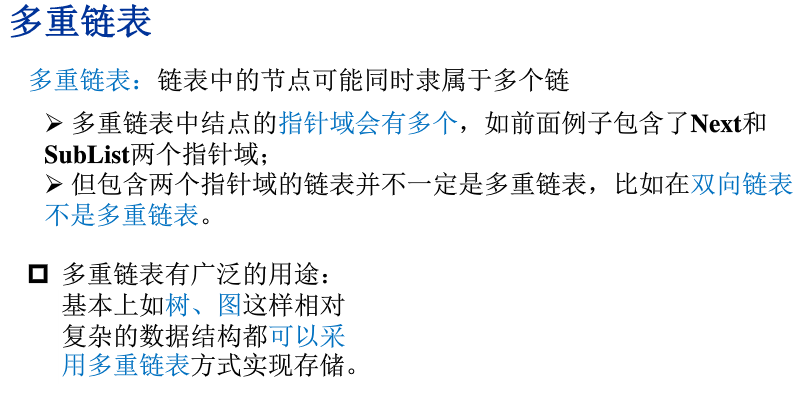 多重链表
多重链表：链表中的节点可能同时隶属于多个链
➢ 多重链表中结点的指针域会有多个，如前面例子包含了Next和
SubList两个指针域；
➢ 但包含两个指针域的链表并不一定是多重链表，比如在双向链表
不是多重链表。
多重链表有广泛的用途：
基本上如树、图这样相对
复杂的数据结构都可以采
用多重链表方式实现存储。